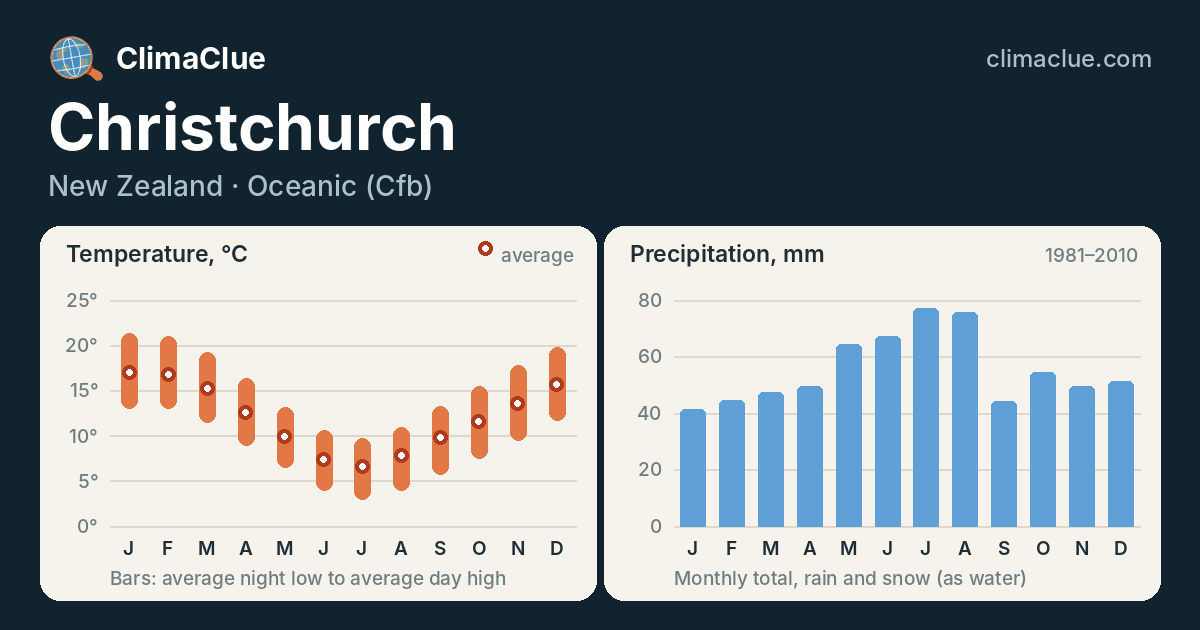 ClimaClue
climaclue.com
Christchurch
New Zealand · Oceanic (Cfb)
Temperature, °C
average
25°
20°
15°
10°
5°
0°
J F M A M J J A S O N D
Bars: average night low to average day high
Precipitation, mm
1981–2010
80
60
40
20
0
J F M A M J J A S O N D
Monthly total, rain and snow (as water)